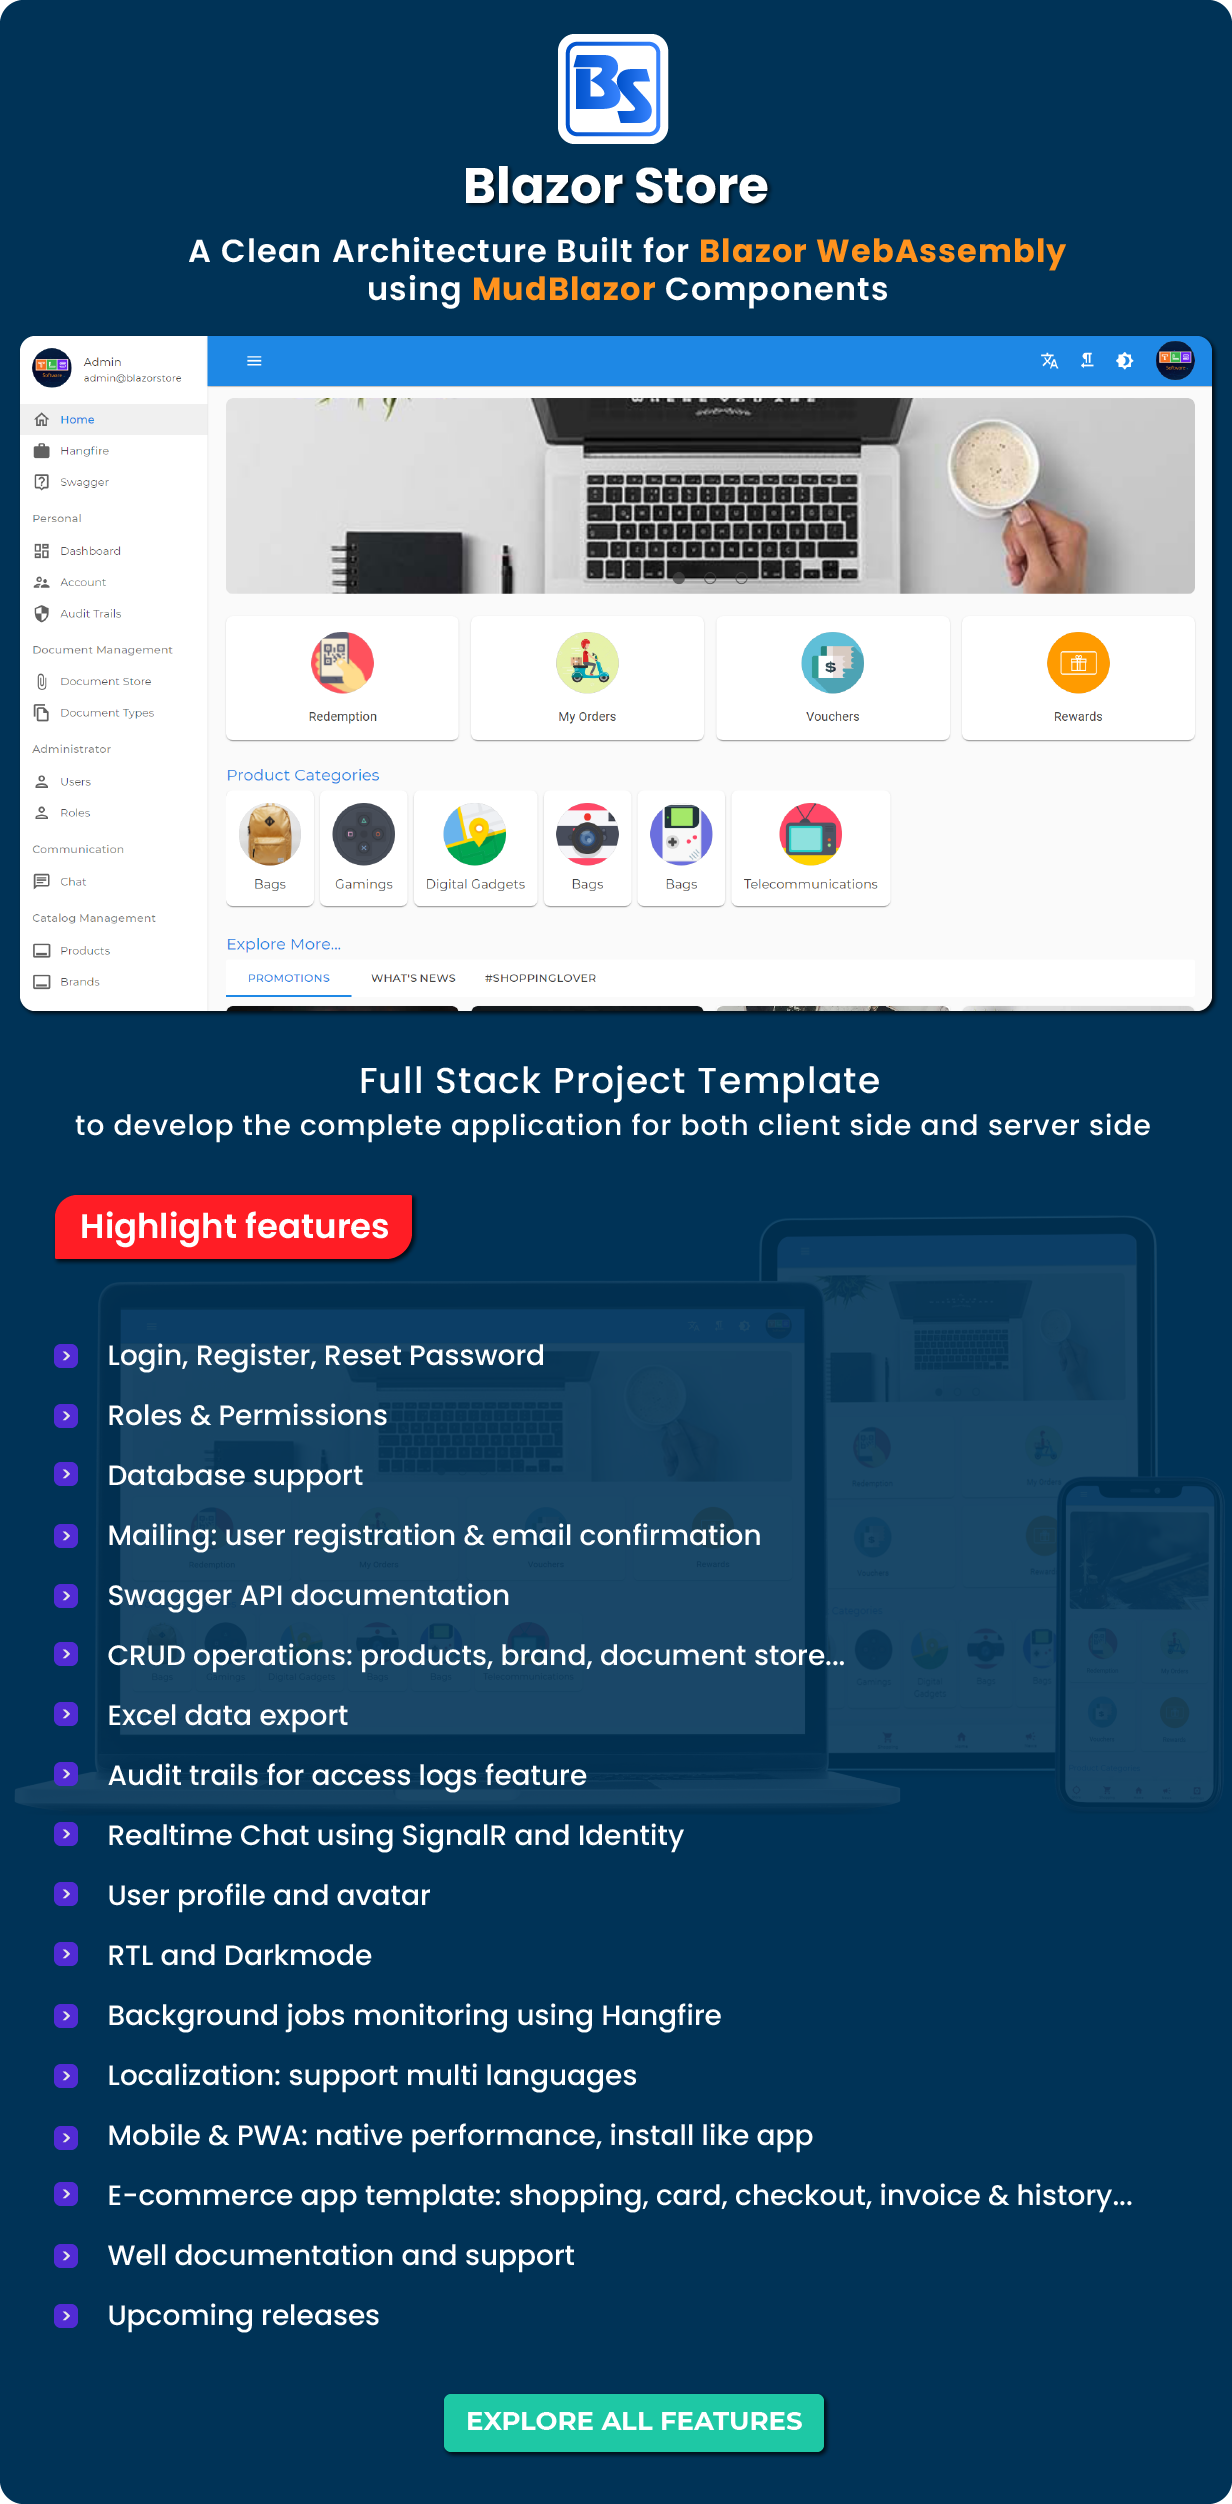 BS
Blazor Store
A Clean Architecture Built for Blazor WebAssembly
using MudBlazor Components
TLS
Software
Admin
admin@blazorstore
TLS
Software
Home
Hangfire
Swagger
Personal
Dashboard
Account
Audit Trails
Document Management
Document Store
Document Types
Administrator
Users
Roles
Communication
Chat
Catalog Management
Products
Brands
WHERE YOU ARE
Redemption
My Orders
Vouchers
Rewards
Product Categories
Bags
Gamings
Digital Gadgets
Bags
Bags
Telecommunications
Explore More...
PROMOTIONS
WHAT'S NEWS
#SHOPPINGLOVER
Full Stack Project Template
to develop the complete application for both client side and server side
Highlight features
Login, Register, Reset Password
Roles & Permissions
Database support
Mailing: user registration & email confirmation
Swagger API documentation
CRUD operations: products, brand, document store...
Excel data export
Audit trails for access logs feature
Realtime Chat using SignalR and Identity
User profile and avatar
RTL and Darkmode
Background jobs monitoring using Hangfire
Localization: support multi languages
Mobile & PWA: native performance, install like app
E-commerce app template: shopping, card, checkout, invoice & history...
Well documentation and support
Upcoming releases
EXPLORE ALL FEATURES